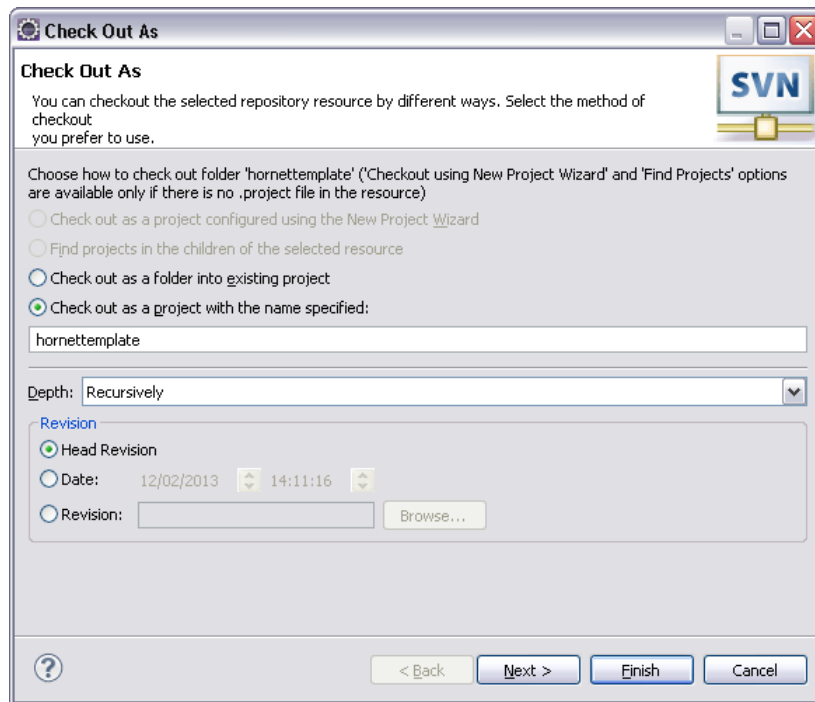 Check Out As
Check Out As
You can checkout the selected repository resource by different ways. Select the method of
checkout
you prefer to use.
SVN
Choose how to check out folder 'hornettemplate' ('Checkout using New Project Wizard' and 'Find Projects' options
are available only if there is no .project file in the resource)
Check out as a project configured using the New Project Wizard
Find projects in the children of the selected resource
Check out as a folder into existing project
Check out as a project with the name specified:
hornettemplate
Depth: Recursively
Revision
Head Revision
Date: 12/02/2013 14:11:16
Revision: Browse...
? < Back Next > Finish Cancel